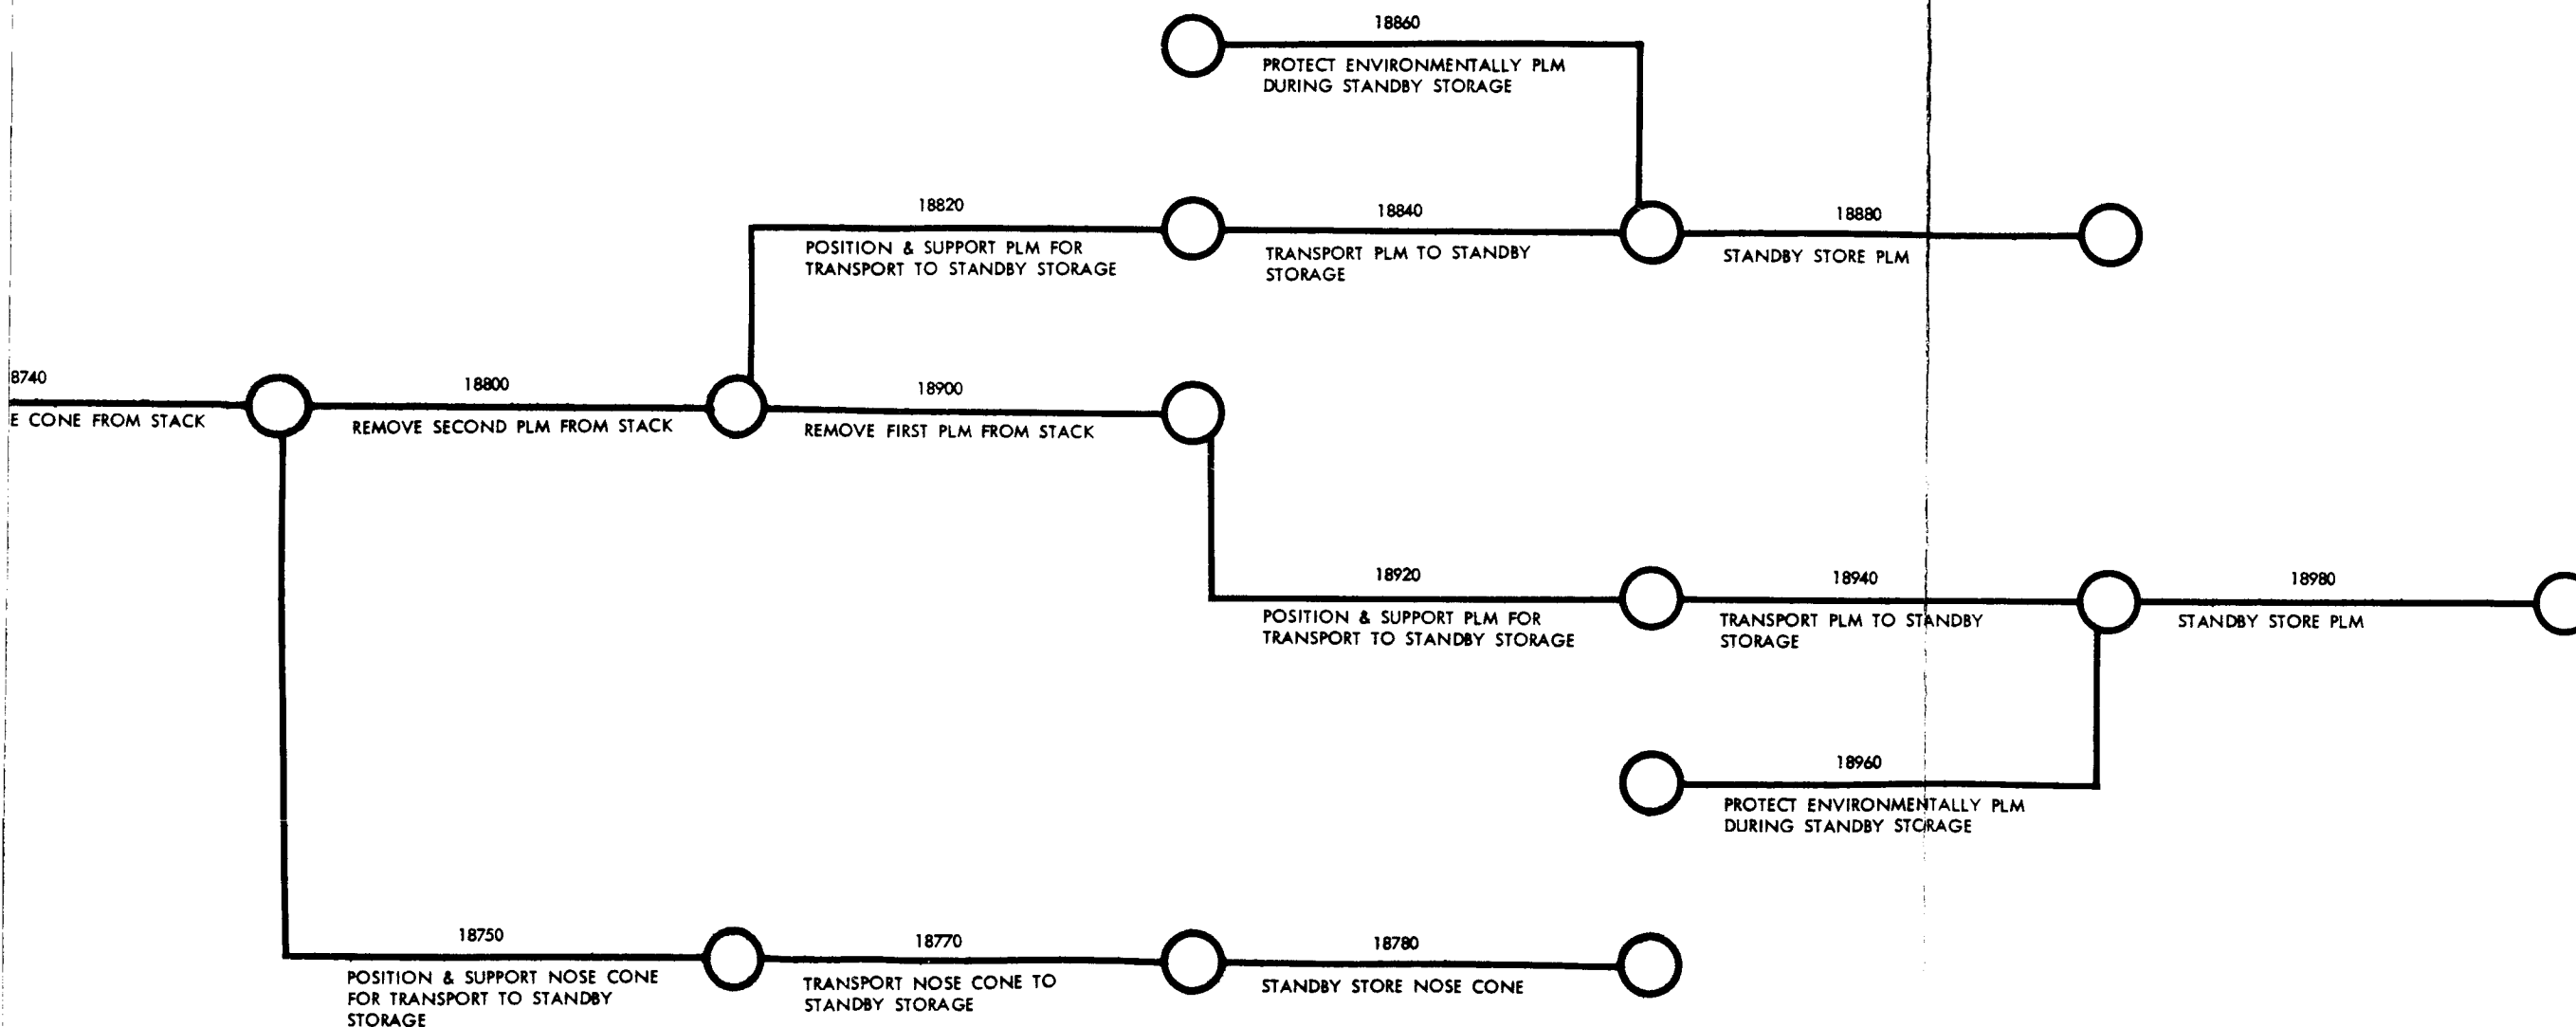 18860
PROTECT ENVIRONMENTALLY PLM
DURING STANDBY STORAGE
18820
POSITION & SUPPORT PLM FOR
TRANSPORT TO STANDBY STORAGE
18840
TRANSPORT PLM TO STANDBY
STORAGE
18880
STANDBY STORE PLM
8740
E CONE FROM STACK
18800
REMOVE SECOND PLM FROM STACK
18900
REMOVE FIRST PLM FROM STACK
18920
POSITION & SUPPORT PLM FOR
TRANSPORT TO STANDBY STORAGE
18940
TRANSPORT PLM TO STANDBY
STORAGE
18980
STANDBY STORE PLM
18960
PROTECT ENVIRONMENTALLY PLM
DURING STANDBY STORAGE
18750
POSITION & SUPPORT NOSE CONE
FOR TRANSPORT TO STANDBY
STORAGE
18770
TRANSPORT NOSE CONE TO
STANDBY STORAGE
18780
STANDBY STORE NOSE CONE